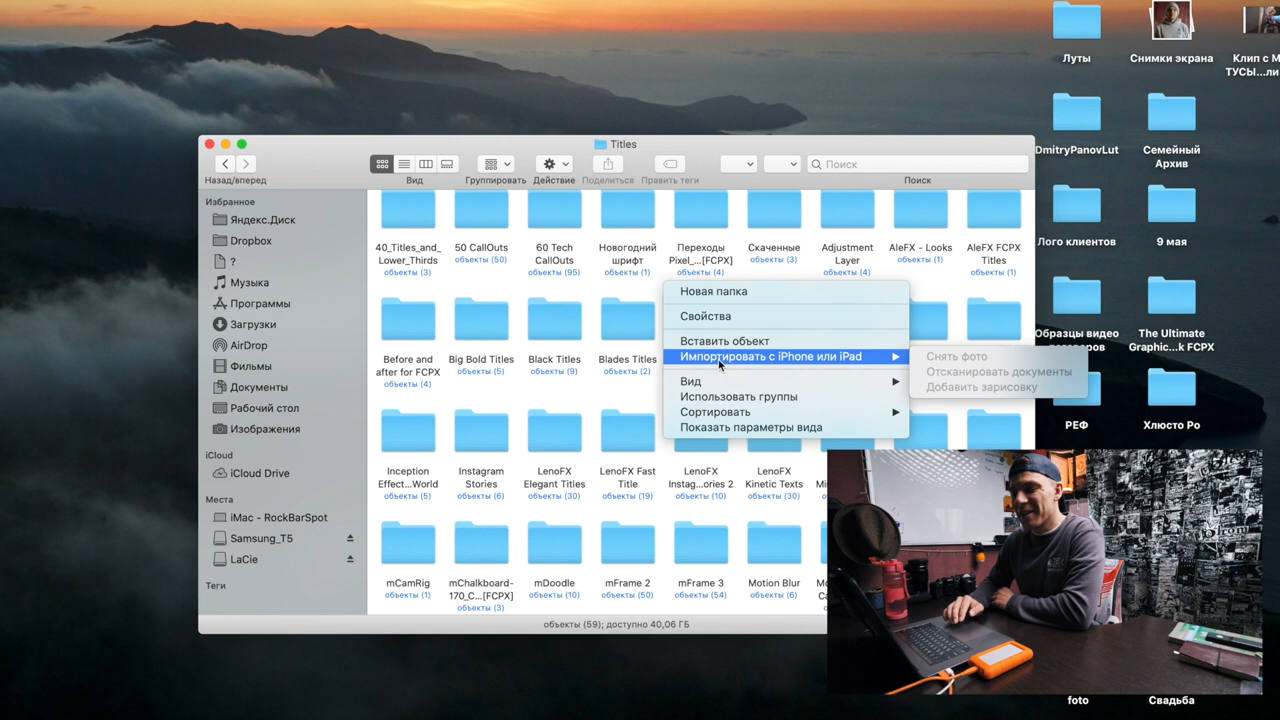 Луты
Снимки экрана
Клип с М
ТУСЫ...ли
DmitryPanovLut
Семейный
Архив
Лого клиентов
9 мая
Образцы видео
The Ultimate
Graphic...k FCPX
РЕФ
Хлюсто Ро
foto
Свадьба
Titles
Назад/вперед
Вид
Группировать
Действие
Поделиться
Править теги
Поиск
Поиск
Избранное
Яндекс.Диск
Dropbox
?
Музыка
Программы
Загрузки
AirDrop
Фильмы
Документы
Рабочий стол
Изображения
iCloud
iCloud Drive
Места
iMac - RockBarSpot
Samsung_T5
LaCie
Теги
40_Titles_and_
Lower_Thirds
объекты (3)
50 CallOuts
объекты (50)
60 Tech
CallOuts
объекты (95)
Новогодний
шрифт
объекты (1)
Переходы
Pixel_...[FCPX]
объекты (4)
Скаченные
объекты (3)
Adjustment
Layer
объекты (4)
AleFX - Looks
объекты (1)
AleFX FCPX
Titles
объекты (1)
Before and
after for FCPX
объекты (4)
Big Bold Titles
объекты (5)
Black Titles
объекты (9)
Blades Titles
объекты (2)
Новая папка
Свойства
Вставить объект
Импортировать с iPhone или iPad
Вид
Использовать группы
Сортировать
Показать параметры вида
Снять фото
Отсканировать документы
Добавить зарисовку
Inception
Effect...World
объекты (5)
Instagram
Stories
объекты (6)
LenoFX
Elegant Titles
объекты (30)
LenoFX Fast
Title
объекты (19)
LenoFX
Instag...ories 2
объекты (10)
LenoFX
Kinetic Texts
объекты (30)
mCamRig
объекты (1)
mChalkboard-
170_C...[FCPX]
объекты (3)
mDoodle
объекты (10)
mFrame 2
объекты (50)
mFrame 3
объекты (54)
Motion Blur
объекты (6)
объекты (59); доступно 40,06 ГБ